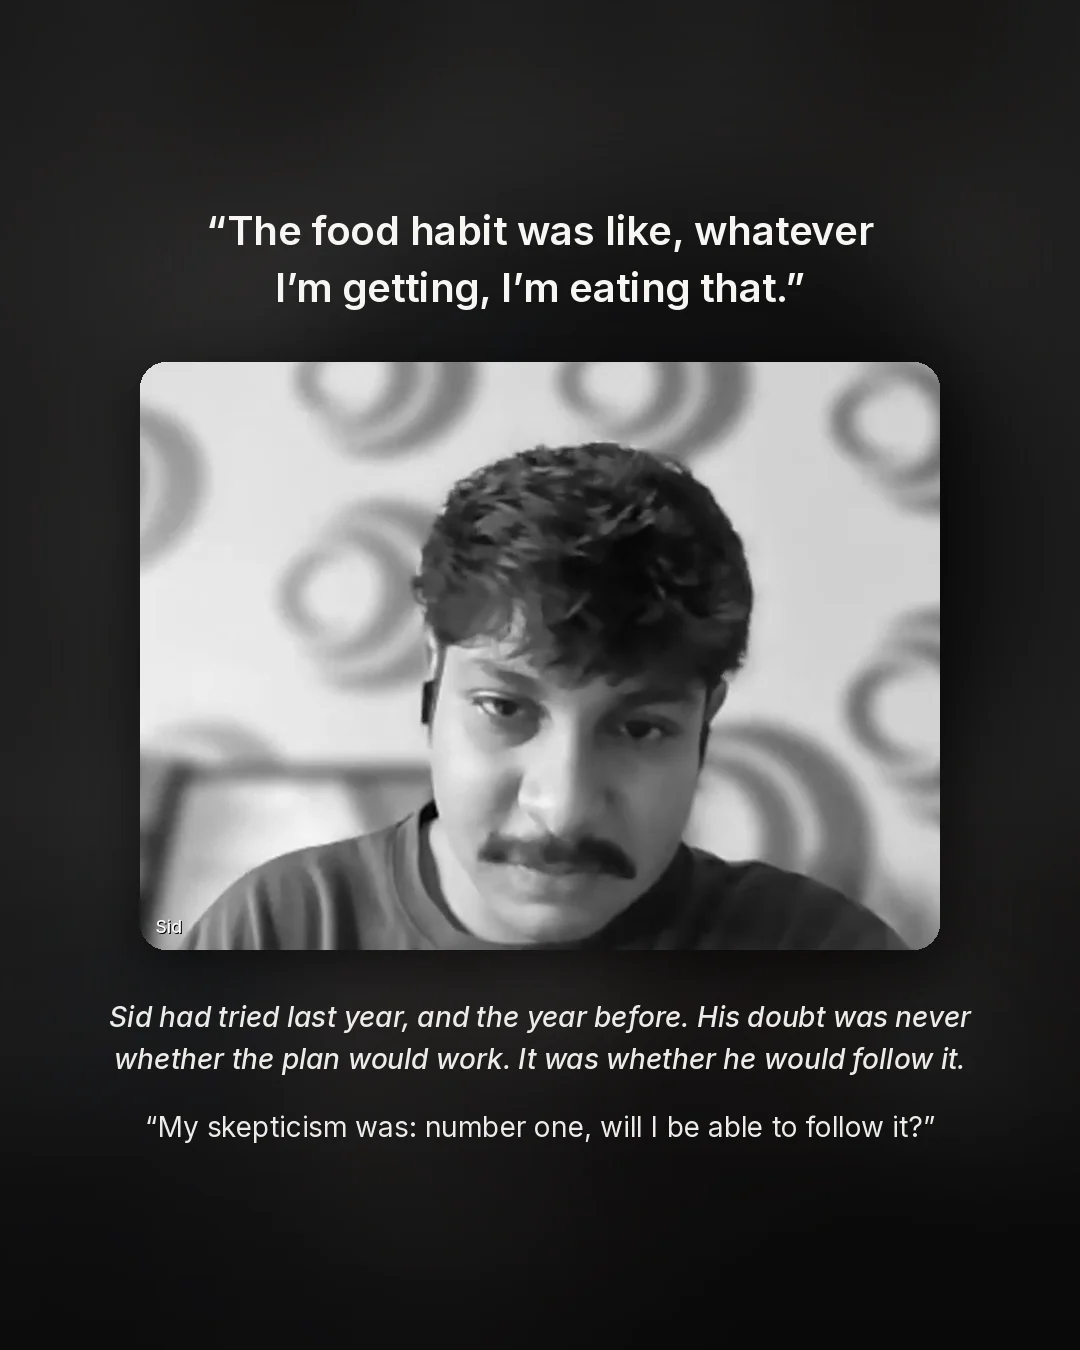 “The food habit was like, whatever
I’m getting, I’m eating that.”
Sid
Sid had tried last year, and the year before. His doubt was never
whether the plan would work. It was whether he would follow it.
“My skepticism was: number one, will I be able to follow it?”